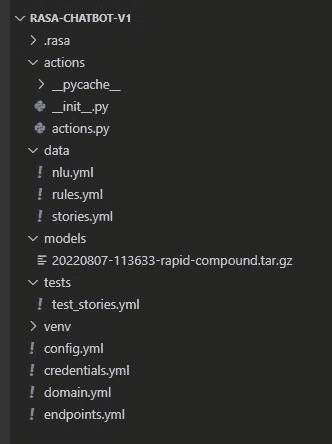 RASA-CHATBOT-V1
.rasa
actions
__pycache__
__init__.py
actions.py
data
nlu.yml
rules.yml
stories.yml
models
20220807-113633-rapid-compound.tar.gz
tests
test_stories.yml
venv
config.yml
credentials.yml
domain.yml
endpoints.yml